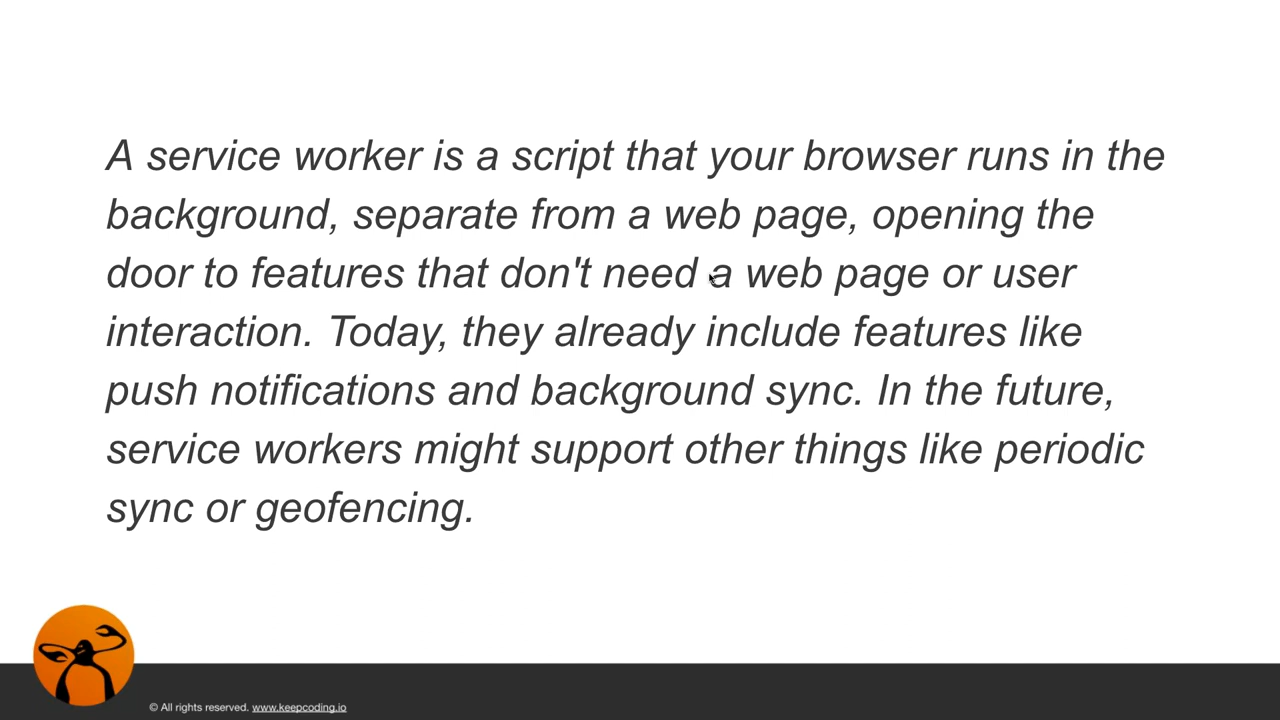 A service worker is a script that your browser runs in the
background, separate from a web page, opening the
door to features that don't need a web page or user
interaction. Today, they already include features like
push notifications and background sync. In the future,
service workers might support other things like periodic
sync or geofencing.
© All rights reserved. www.keepcoding.io